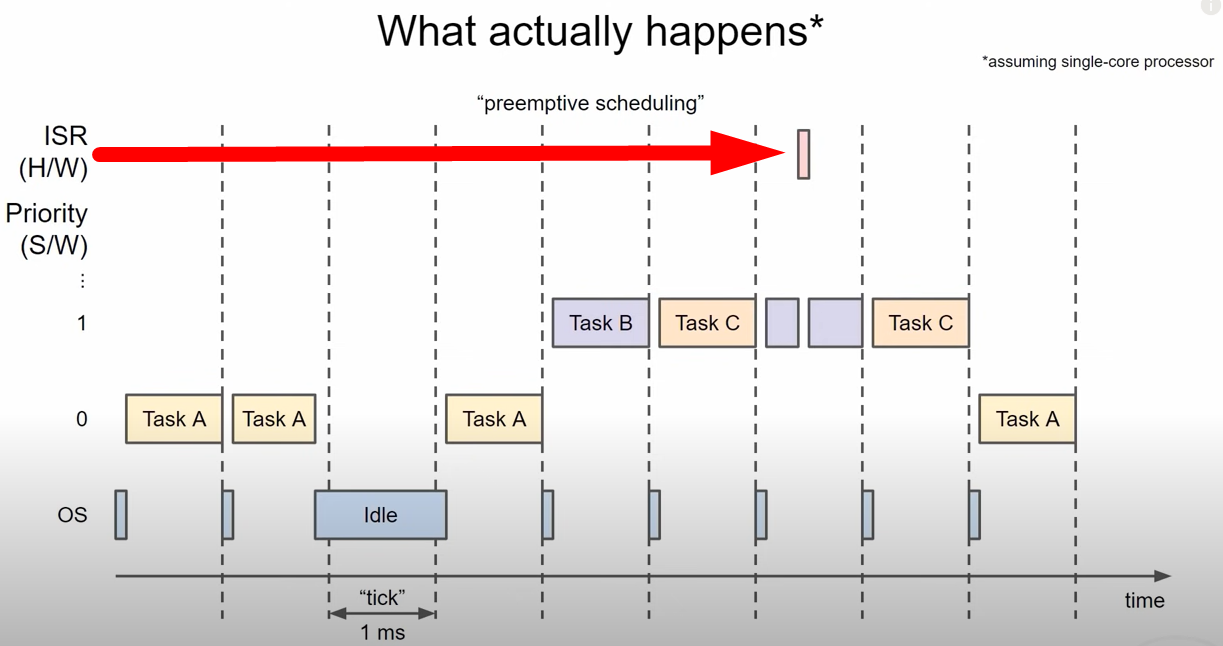 What actually happens*
*assuming single-core processor
“preemptive scheduling”
ISR
(H/W)
Priority
(S/W)
⋮
1
Task B
Task C
Task C
0
Task A
Task A
Task A
Task A
OS
Idle
“tick”
1 ms
time